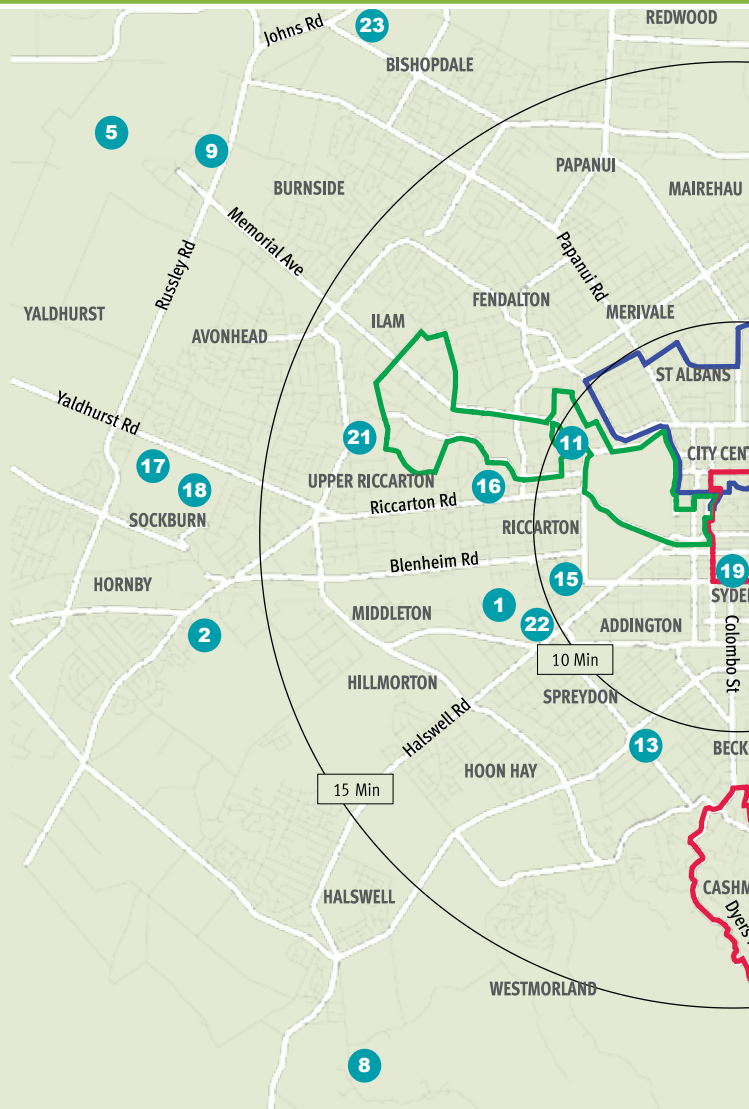 REDWOOD
23
Johns Rd
BISHOPDALE
5
9
PAPANUI
BURNSIDE
MAIREHAU
Memorial Ave
Papanui Rd
Russley Rd
FENDALTON
YALDHURST
ILAM
MERIVALE
AVONHEAD
ST ALBANS
Yaldhurst Rd
21
11
CITY CENT
17
18
UPPER RICCARTON
16
Riccarton Rd
SOCKBURN
RICCARTON
Blenheim Rd
HORNBY
15
19
1
SYDE
2
MIDDLETON
22
ADDINGTON
Colombo St
10 Min
HILLMORTON
SPREYDON
Halswell Rd
13
BECK
HOON HAY
15 Min
HALSWELL
CASHM
Dyers
WESTMORLAND
8